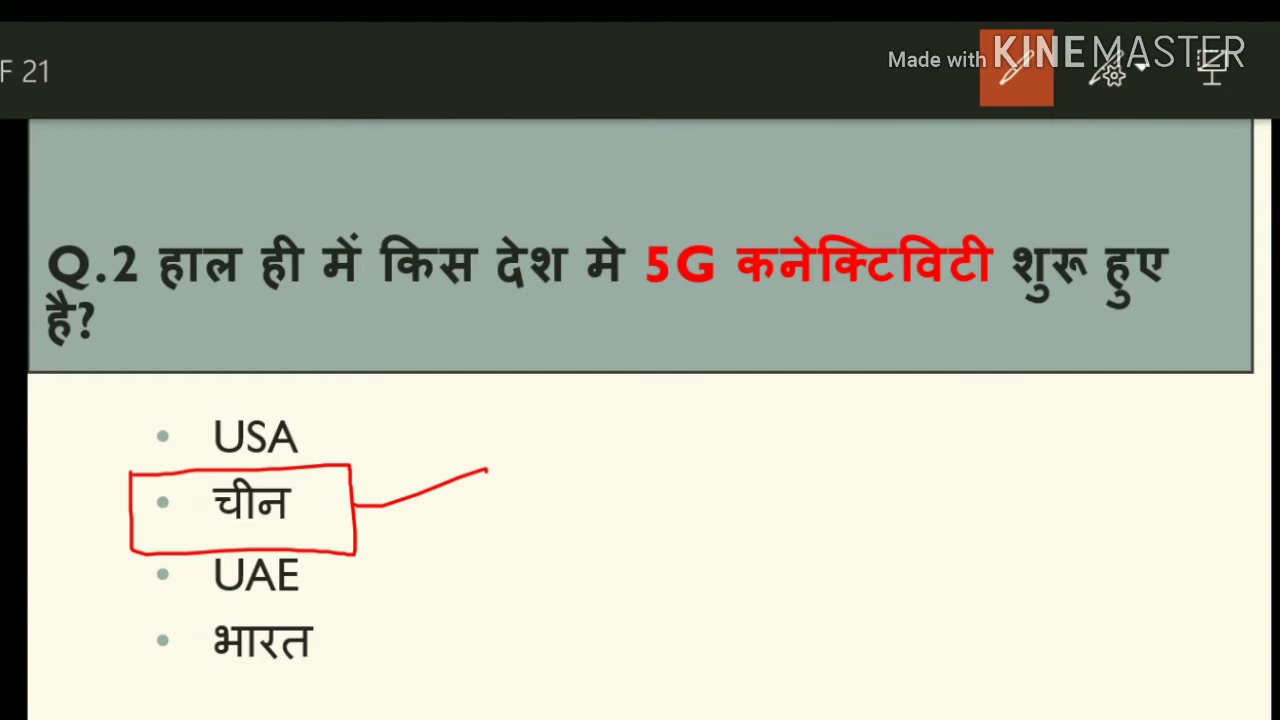 Made with KINEMASTER
F 21
Q.2 हाल ही में किस देश मे 5G कनेक्टिविटी शुरू हुए
है?
• USA
• चीन
• UAE
• भारत